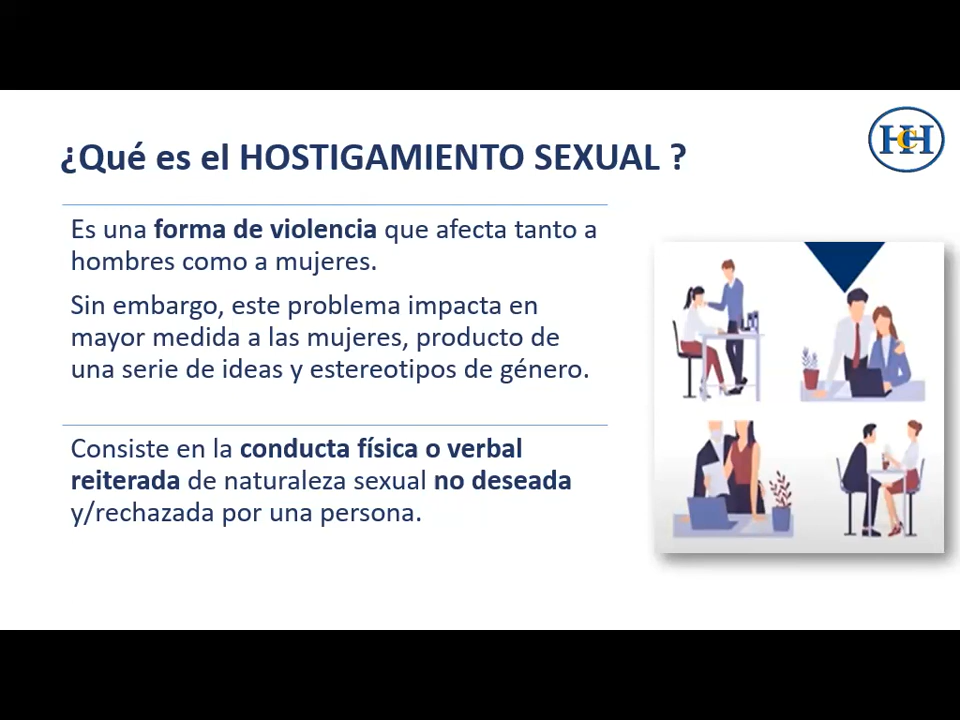 ¿Qué es el HOSTIGAMIENTO SEXUAL ?
HCH
Es una forma de violencia que afecta tanto a
hombres como a mujeres.
Sin embargo, este problema impacta en
mayor medida a las mujeres, producto de
una serie de ideas y estereotipos de género.
Consiste en la conducta física o verbal
reiterada de naturaleza sexual no deseada
y/rechazada por una persona.